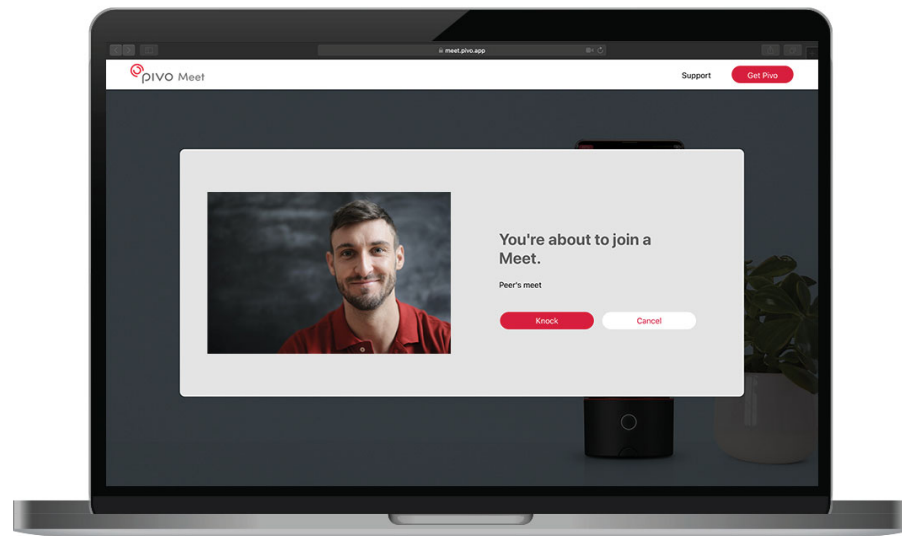 meet.pivo.app
pivo Meet
Support
Get Pivo
You're about to join a
Meet.
Peer's meet
Knock
Cancel